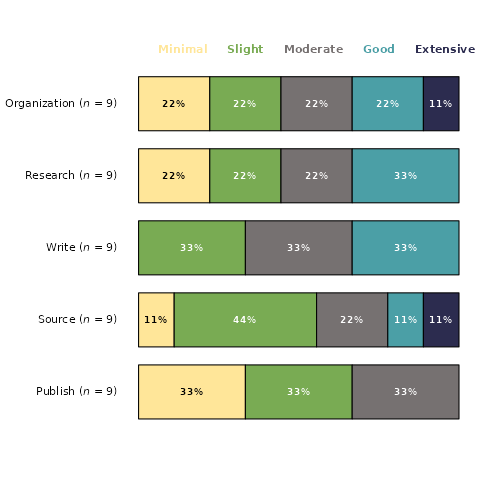 Minimal Slight Moderate Good Extensive
Organization (n = 9) 22% 22% 22% 22% 11%
Research (n = 9) 22% 22% 22% 33%
Write (n = 9) 33% 33% 33%
Source (n = 9) 11% 44% 22% 11% 11%
Publish (n = 9) 33% 33% 33%